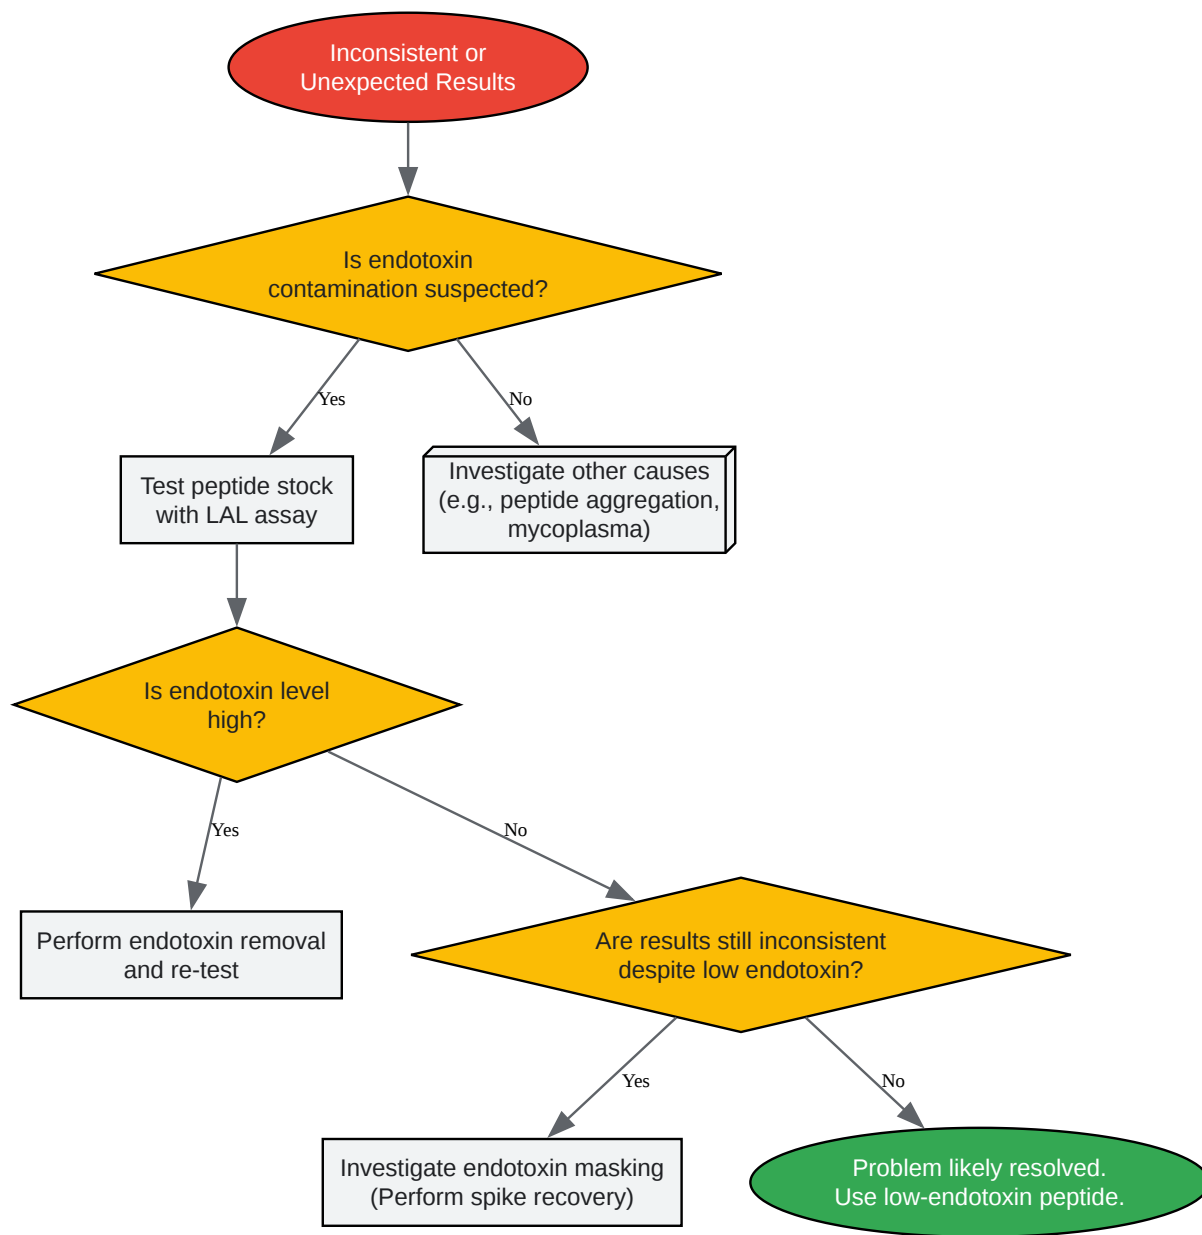 Inconsistent or
Unexpected Results
Is endotoxin
contamination suspected?
Yes
No
Test peptide stock
with LAL assay
Investigate other causes
(e.g., peptide aggregation,
mycoplasma)
Is endotoxin level
high?
Yes
No
Perform endotoxin removal
and re-test
Are results still inconsistent
despite low endotoxin?
Yes
No
Investigate endotoxin masking
(Perform spike recovery)
Problem likely resolved.
Use low-endotoxin peptide.